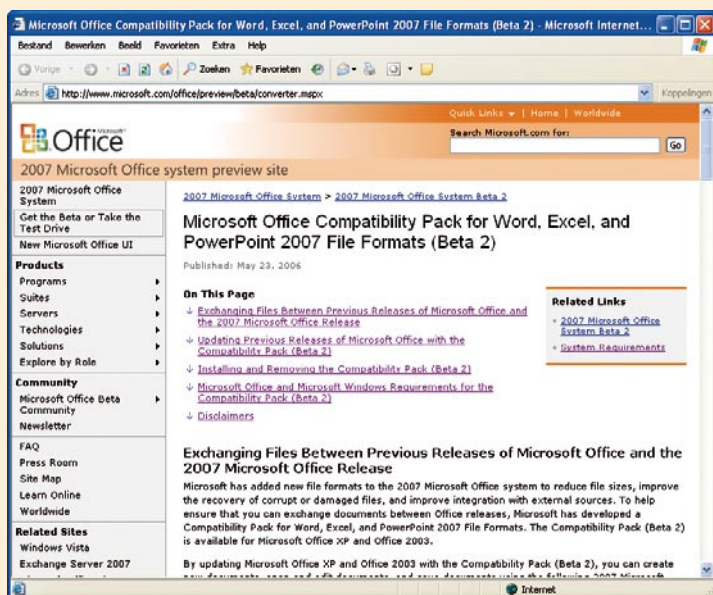 Microsoft Office Compatibility Pack for Word, Excel, and PowerPoint 2007 File Formats (Beta 2) - Microsoft Internet...
Bestand Bewerken Beeld Favorieten Extra Help
Vorige Zoeken Favorieten
Adres http://www.microsoft.com/office/preview/beta/converter.mspx Koppelingen
Quick Links | Home | Worldwide
Microsoft
Office
Search Microsoft.com for:
Go
2007 Microsoft Office system preview site
2007 Microsoft Office
System
Get the Beta or Take the
Test Drive
New Microsoft Office UI
Products
Programs
Suites
Servers
Technologies
Solutions
Explore by Role
Community
Microsoft Office Beta
Community
Newsletter
FAQ
Press Room
Site Map
Learn Online
Worldwide
Related Sites
Windows Vista
Exchange Server 2007
2007 Microsoft Office System > 2007 Microsoft Office System Beta 2
Microsoft Office Compatibility Pack for Word, Excel, and
PowerPoint 2007 File Formats (Beta 2)
Published: May 23, 2006
On This Page
Exchanging Files Between Previous Releases of Microsoft Office and
the 2007 Microsoft Office Release
Updating Previous Releases of Microsoft Office with the
Compatibility Pack (Beta 2)
Installing and Removing the Compatibility Pack (Beta 2)
Microsoft Office and Microsoft Windows Requirements for the
Compatibility Pack (Beta 2)
Disclaimers
Related Links
2007 Microsoft Office
System Beta 2
System Requirements
Exchanging Files Between Previous Releases of Microsoft Office and the
2007 Microsoft Office Release
Microsoft has added new file formats to the 2007 Microsoft Office system to reduce file sizes, improve
the recovery of corrupt or damaged files, and improve integration with external sources. To help
ensure that you can exchange documents between Office releases, Microsoft has developed a
Compatibility Pack for Word, Excel, and PowerPoint 2007 File Formats. The Compatibility Pack (Beta 2)
is available for Microsoft Office XP and Office 2003.
By updating Microsoft Office XP and Office 2003 with the Compatibility Pack (Beta 2), you can create
Internet